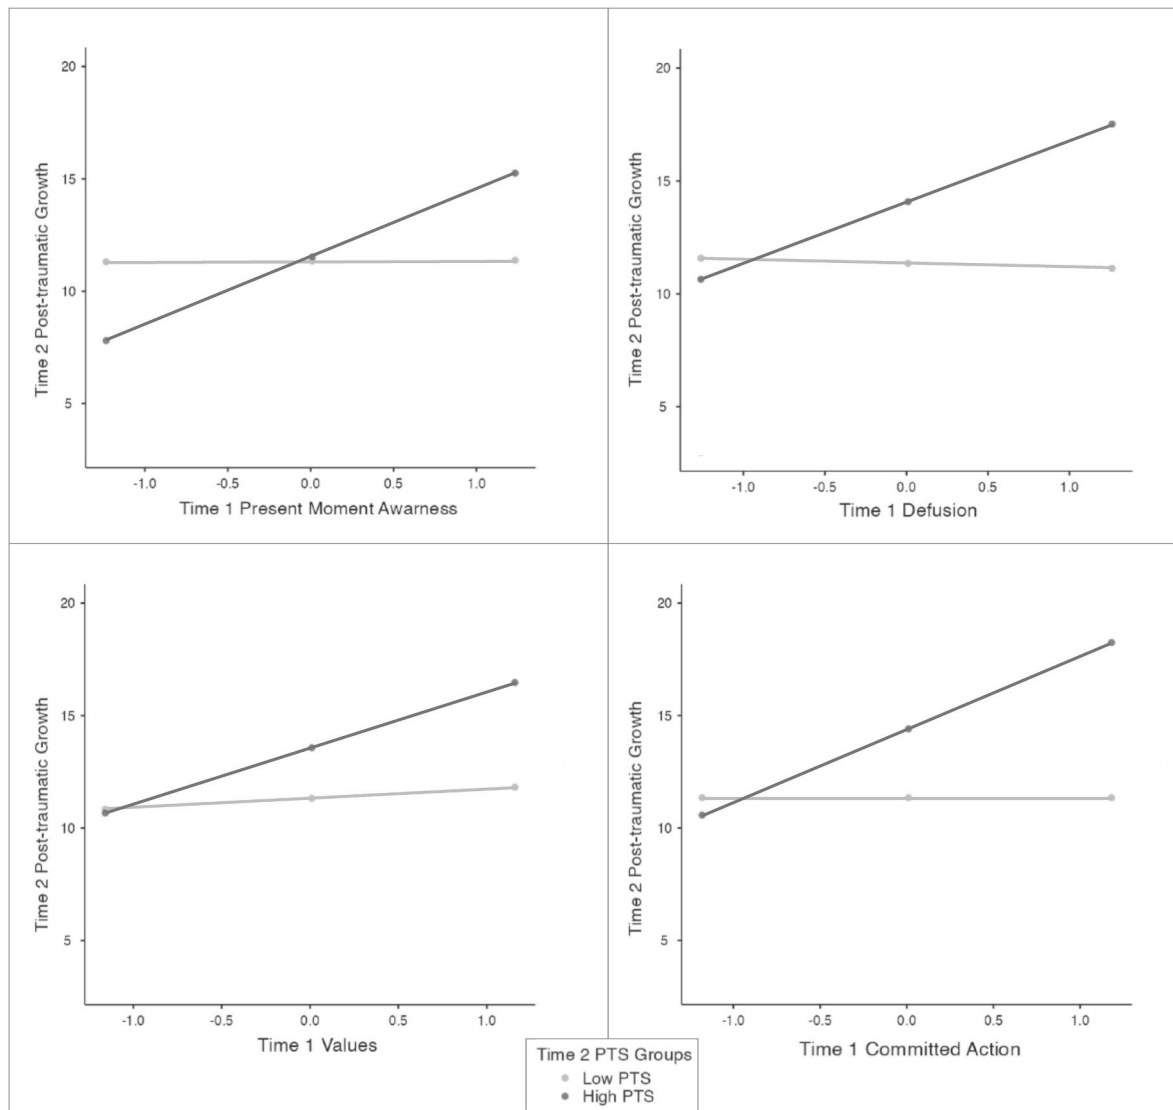 20
15
10
5
Time 2 Post-traumatic Growth
-1.0 -0.5 0.0 0.5 1.0
Time 1 Present Moment Awarness
20
15
10
5
Time 2 Post-traumatic Growth
-1.0 -0.5 0.0 0.5 1.0
Time 1 Defusion
20
15
10
5
Time 2 Post-traumatic Growth
-1.0 -0.5 0.0 0.5 1.0
Time 1 Values
20
15
10
5
Time 2 Post-traumatic Growth
-1.0 -0.5 0.0 0.5 1.0
Time 1 Committed Action
Time 2 PTS Groups
Low PTS
High PTS